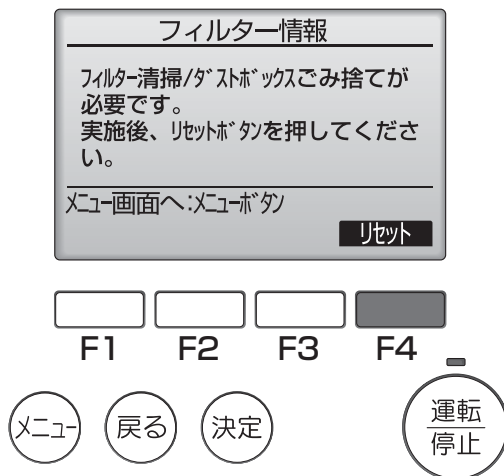 フィルター情報
フィルター清掃/ダストボックスごみ捨てが
必要です。
実施後、リセットボタンを押してくださ
い。
メニュー画面へ:メニューボタン
リセット
F1 F2 F3 F4
メニュー 戻る 決定 運転
停止